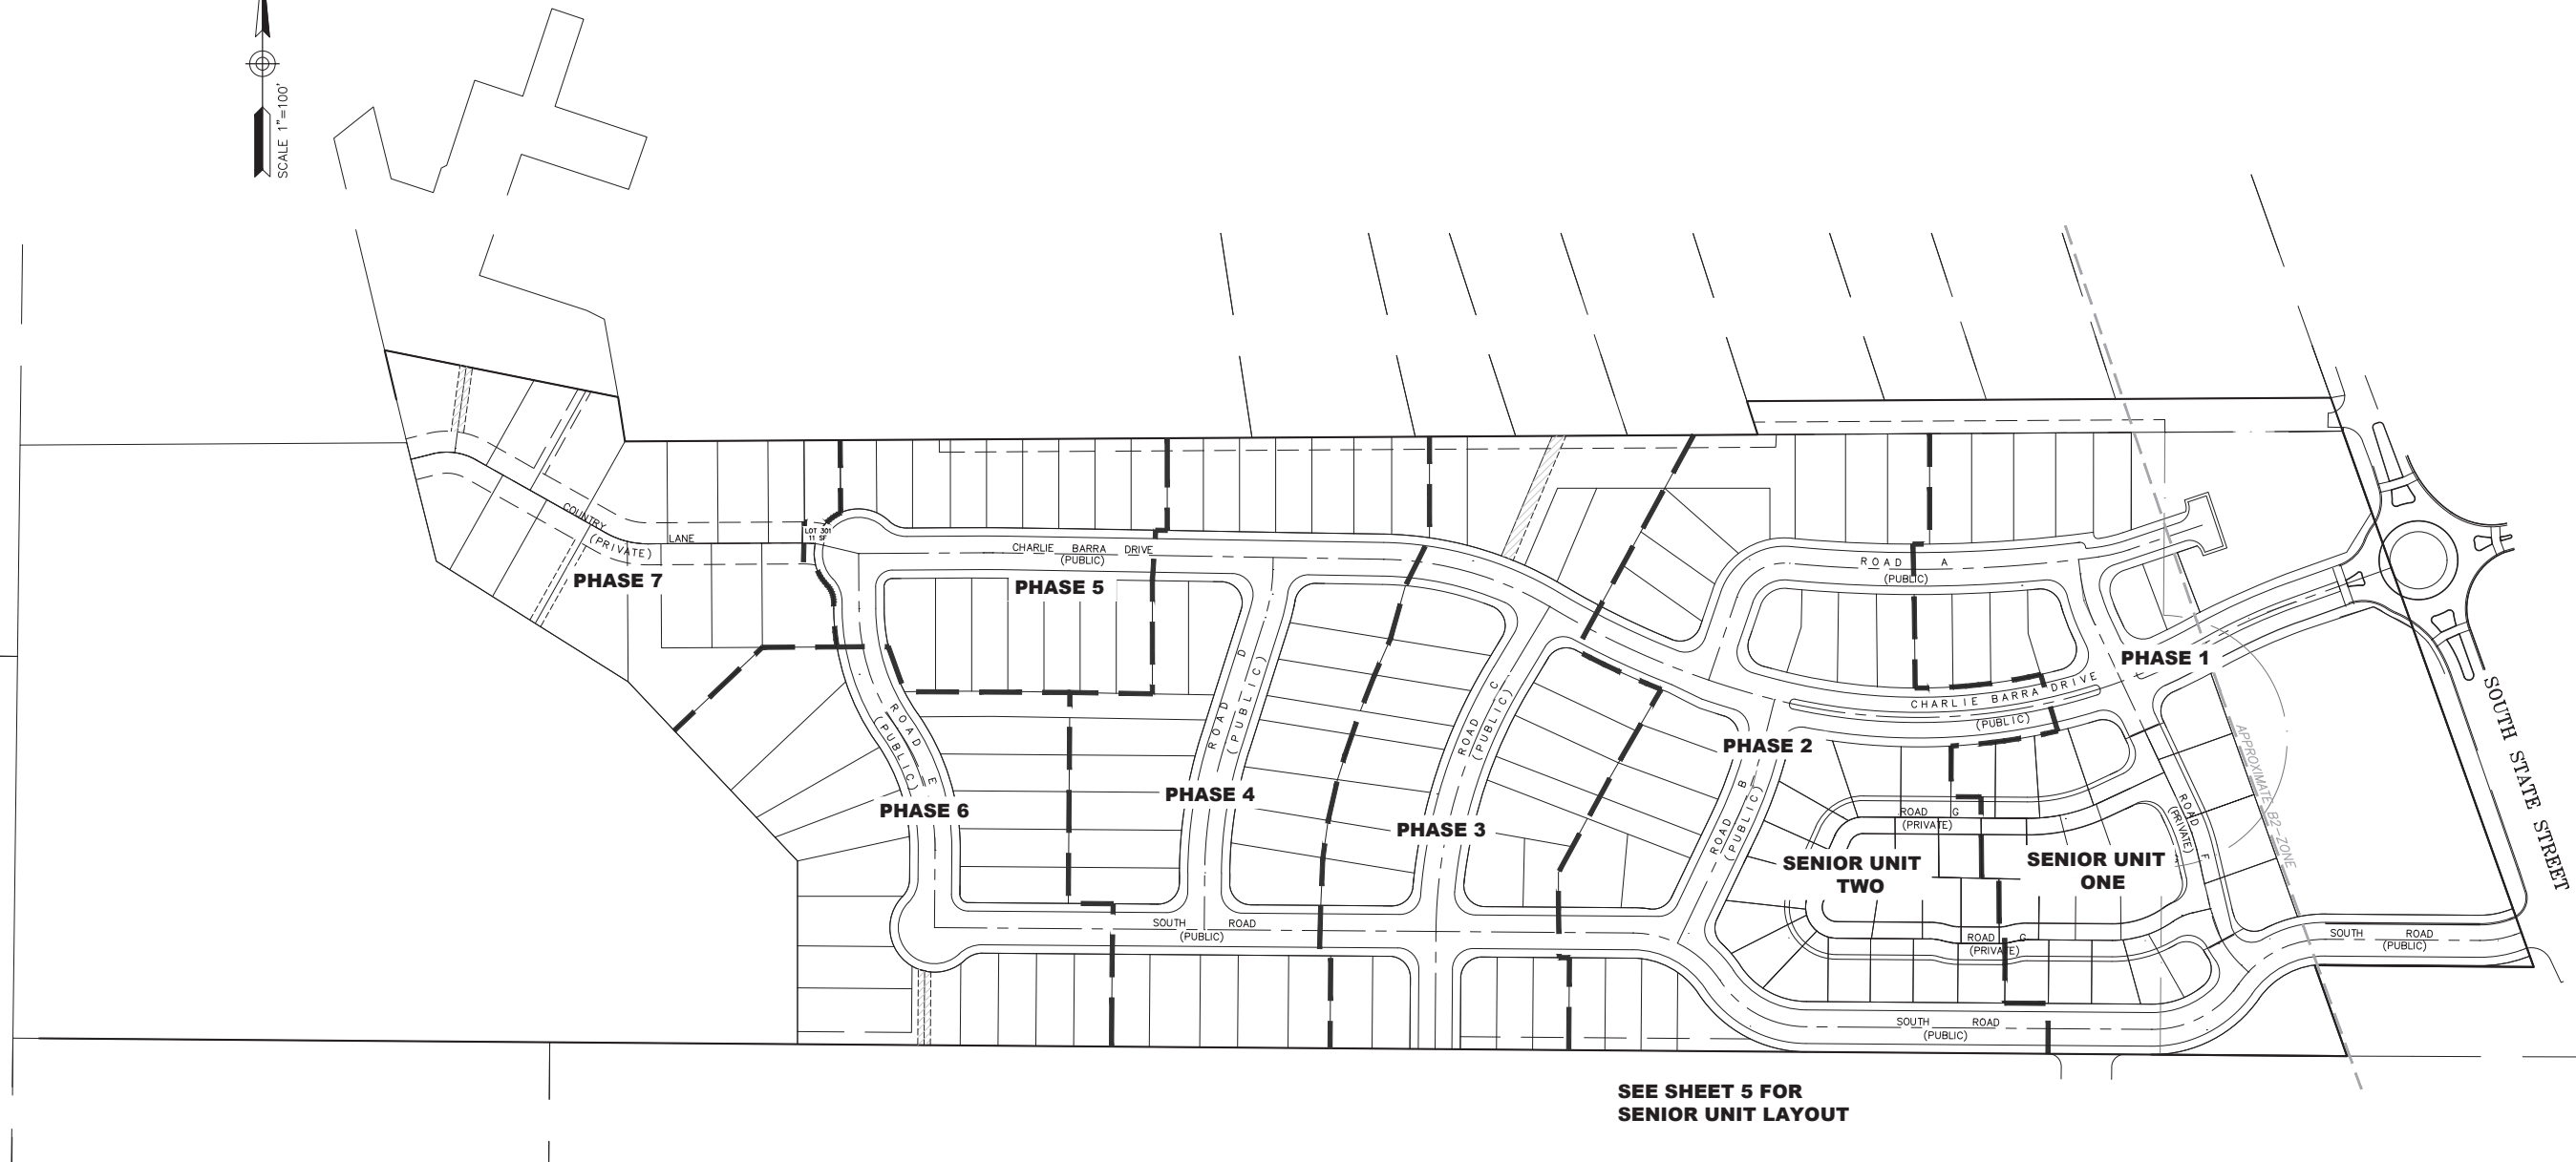 SCALE 1"=100'
COUNTRY
LANE
(PRIVATE)
LOT 301
11 SF
PHASE 7
CHARLIE BARRA DRIVE
(PUBLIC)
PHASE 5
ROAD A
(PUBLIC)
PHASE 1
CHARLIE BARRA DRIVE
(PUBLIC)
SOUTH STATE STREET
ROAD E
(PUBLIC)
PHASE 6
ROAD D
(PUBLIC)
PHASE 4
ROAD C
(PUBLIC)
PHASE 3
PHASE 2
ROAD B
(PUBLIC)
ROAD G
(PRIVATE)
ROAD F
(PRIVATE)
APPROXIMATE B2-ZONE
SENIOR UNIT
TWO
SENIOR UNIT
ONE
SOUTH ROAD
(PUBLIC)
ROAD G
(PRIVATE)
SOUTH ROAD
(PUBLIC)
SOUTH ROAD
(PUBLIC)
SEE SHEET 5 FOR
SENIOR UNIT LAYOUT